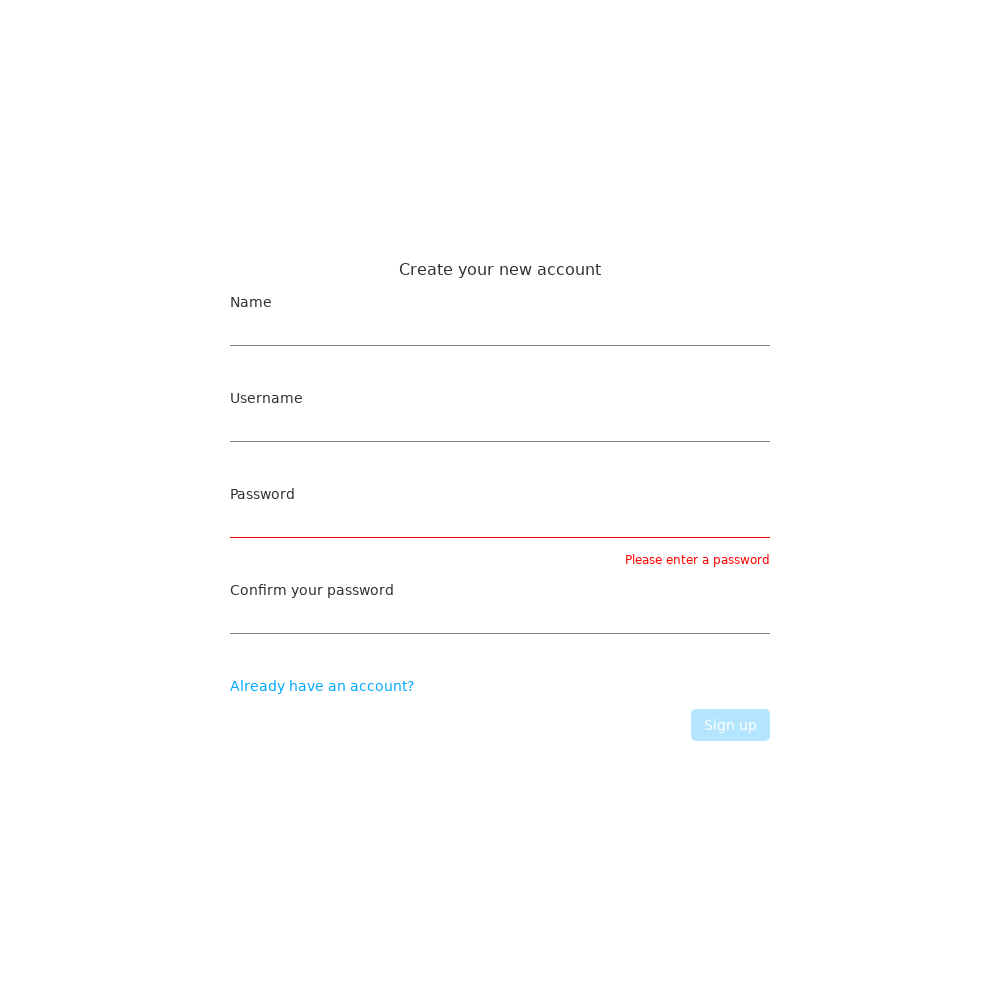 Create your new account
Name
Username
Password
Please enter a password
Confirm your password
Already have an account?
Sign up